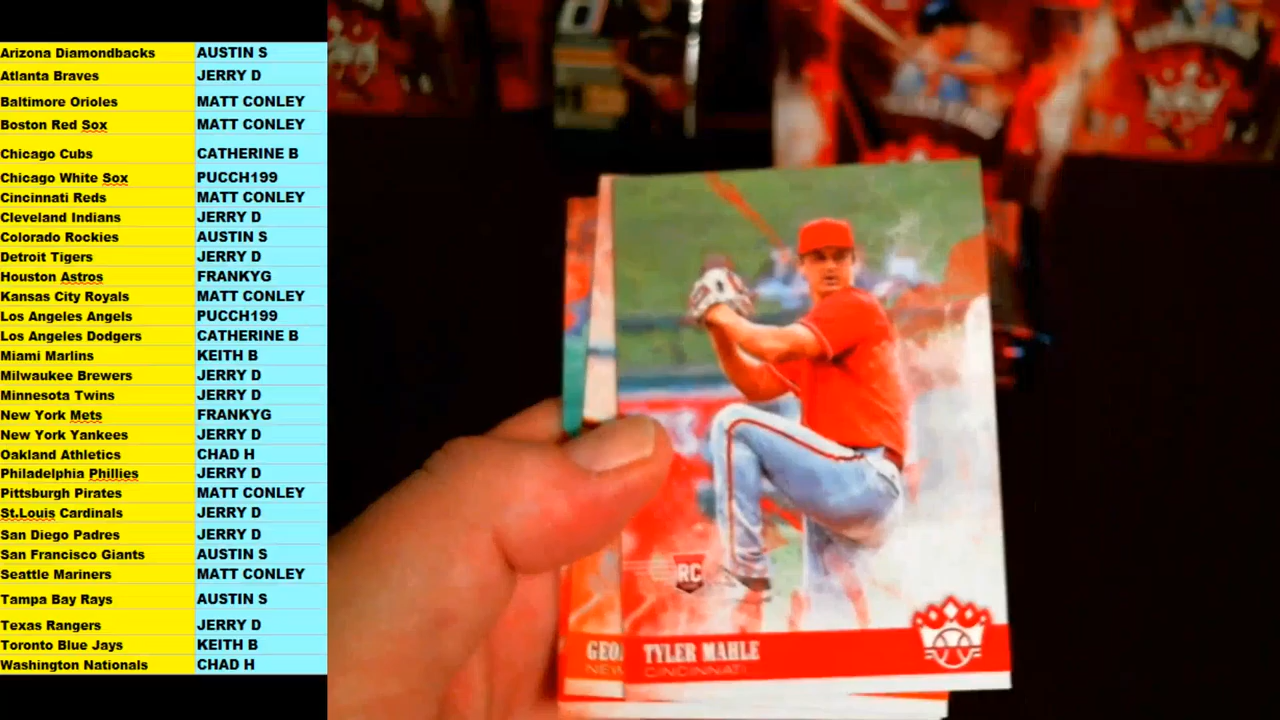 Arizona Diamondbacks AUSTIN S
Atlanta Braves JERRY D
Baltimore Orioles MATT CONLEY
Boston Red Sox MATT CONLEY
Chicago Cubs CATHERINE B
Chicago White Sox PUCCH199
Cincinnati Reds MATT CONLEY
Cleveland Indians JERRY D
Colorado Rockies AUSTIN S
Detroit Tigers JERRY D
Houston Astros FRANKYG
Kansas City Royals MATT CONLEY
Los Angeles Angels PUCCH199
Los Angeles Dodgers CATHERINE B
Miami Marlins KEITH B
Milwaukee Brewers JERRY D
Minnesota Twins JERRY D
New York Mets FRANKYG
New York Yankees JERRY D
Oakland Athletics CHAD H
Philadelphia Phillies JERRY D
Pittsburgh Pirates MATT CONLEY
St.Louis Cardinals JERRY D
San Diego Padres JERRY D
San Francisco Giants AUSTIN S
Seattle Mariners MATT CONLEY
Tampa Bay Rays AUSTIN S
Texas Rangers JERRY D
Toronto Blue Jays KEITH B
Washington Nationals CHAD H
RC
GEO
NEW
TYLER MAHLE
CINCINNATI